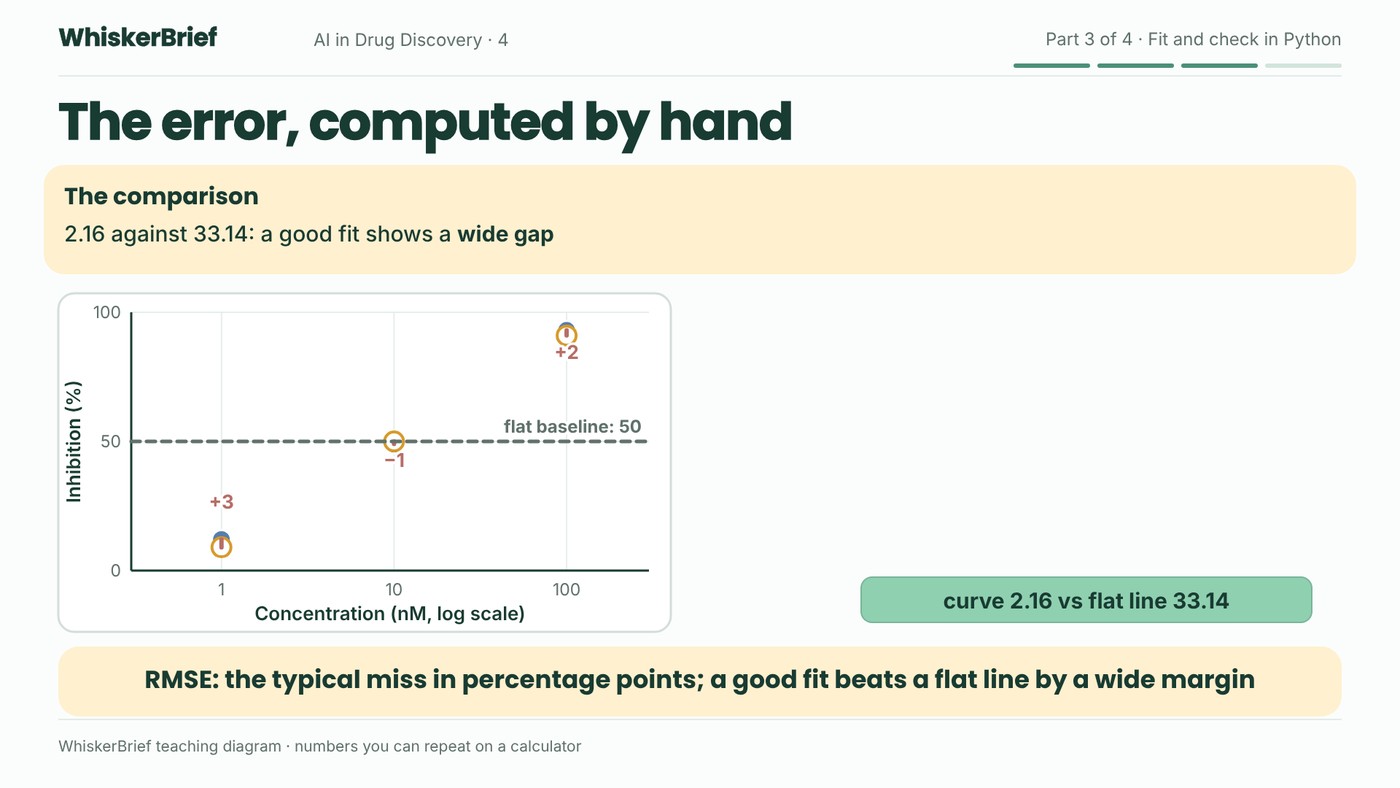 WhiskerBrief
AI in Drug Discovery · 4
Part 3 of 4 · Fit and check in Python
The error, computed by hand
The comparison
2.16 against 33.14: a good fit shows a wide gap
100
50
0
Inhibition (%)
+3
−1
+2
flat baseline: 50
1
10
100
Concentration (nM, log scale)
curve 2.16 vs flat line 33.14
RMSE: the typical miss in percentage points; a good fit beats a flat line by a wide margin
WhiskerBrief teaching diagram · numbers you can repeat on a calculator